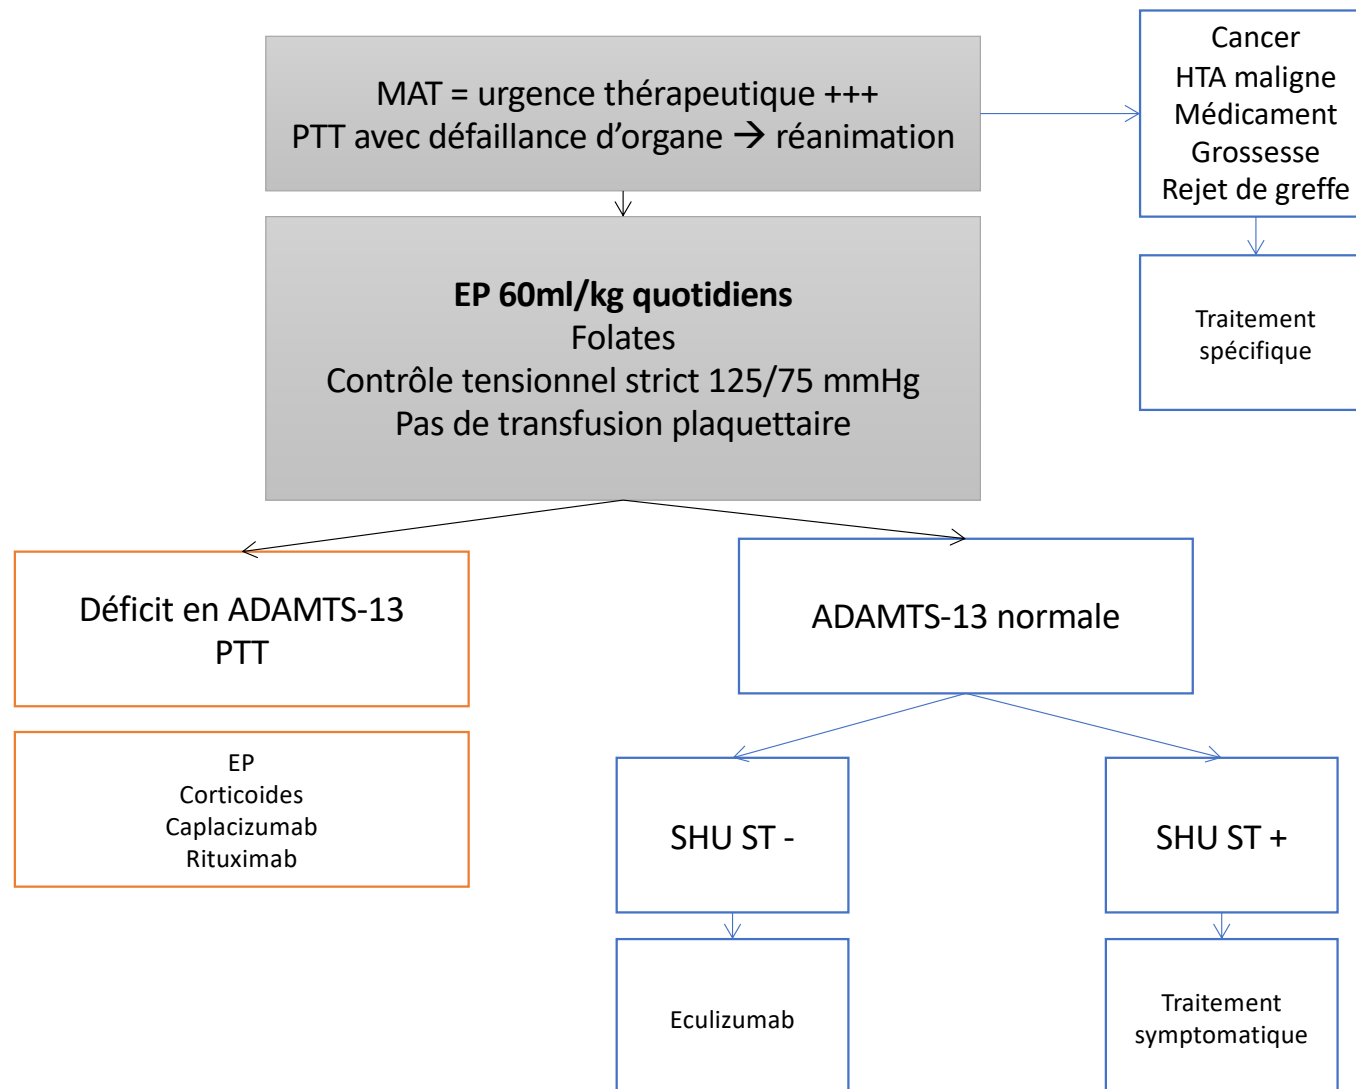 MAT = urgence thérapeutique +++
PTT avec défaillance d’organe → réanimation
Cancer
HTA maligne
Médicament
Grossesse
Rejet de greffe
Traitement
spécifique
EP 60ml/kg quotidiens
Folates
Contrôle tensionnel strict 125/75 mmHg
Pas de transfusion plaquettaire
Déficit en ADAMTS-13
PTT
EP
Corticoides
Caplacizumab
Rituximab
ADAMTS-13 normale
SHU ST -
Eculizumab
SHU ST +
Traitement
symptomatique